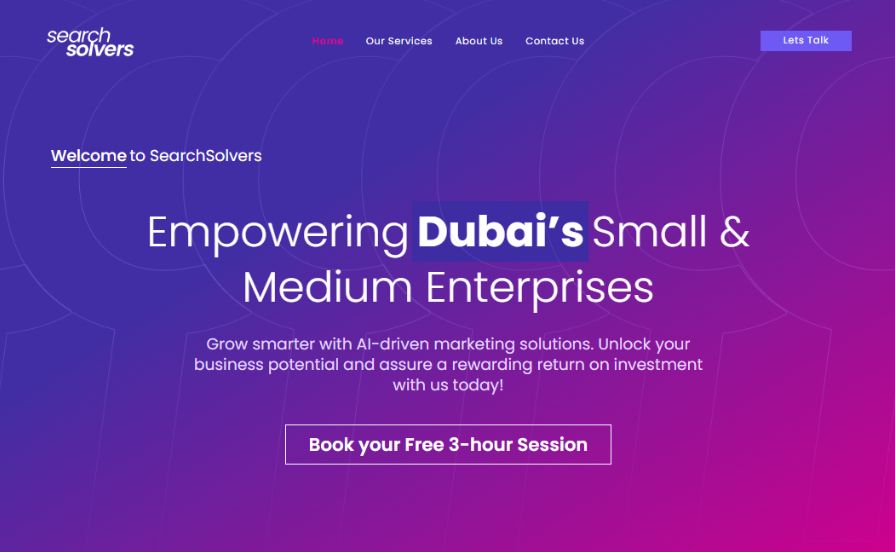 search
solvers
Home Our Services About Us Contact Us Lets Talk
Welcome to SearchSolvers
Empowering Dubai's Small &
Medium Enterprises
Grow smarter with AI-driven marketing solutions. Unlock your
business potential and assure a rewarding return on investment
with us today!
Book your Free 3-hour Session